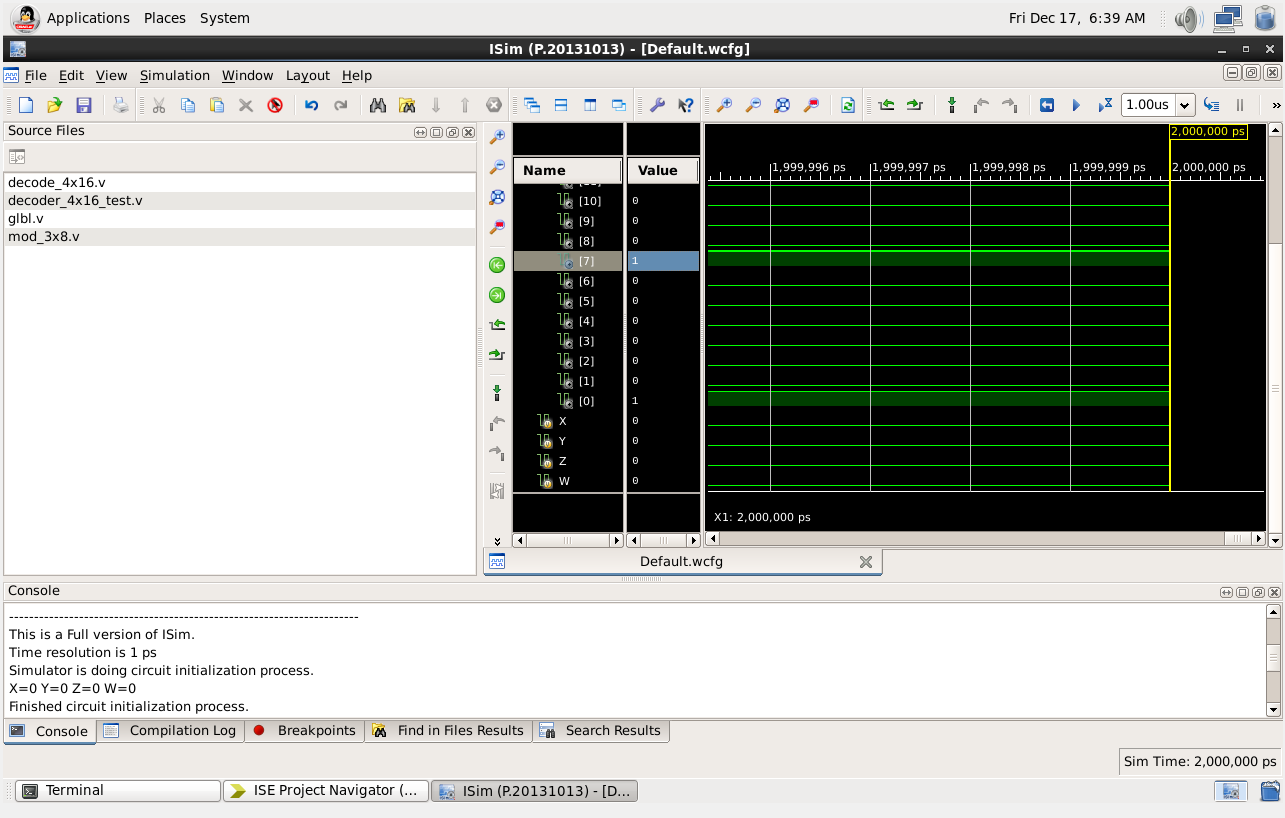 Applications Places System Fri Dec 17, 6:39 AM
ISim (P.20131013) - [Default.wcfg]
File Edit View Simulation Window Layout Help
1.00us »
Source Files
decode_4x16.v
decoder_4x16_test.v
glbl.v
mod_3x8.v
Name Value
[10] 0
[9] 0
[8] 0
[7] 1
[6] 0
[5] 0
[4] 0
[3] 0
[2] 0
[1] 0
[0] 1
X 0
Y 0
Z 0
W 0
2,000,000 ps
1,999,996 ps 1,999,997 ps 1,999,998 ps 1,999,999 ps 2,000,000 ps
X1: 2,000,000 ps
Default.wcfg
Console
----------------------------------------------------------------------
This is a Full version of ISim.
Time resolution is 1 ps
Simulator is doing circuit initialization process.
X=0 Y=0 Z=0 W=0
Finished circuit initialization process.
Console Compilation Log Breakpoints Find in Files Results Search Results
Sim Time: 2,000,000 ps
Terminal ISE Project Navigator (... ISim (P.20131013) - [D...